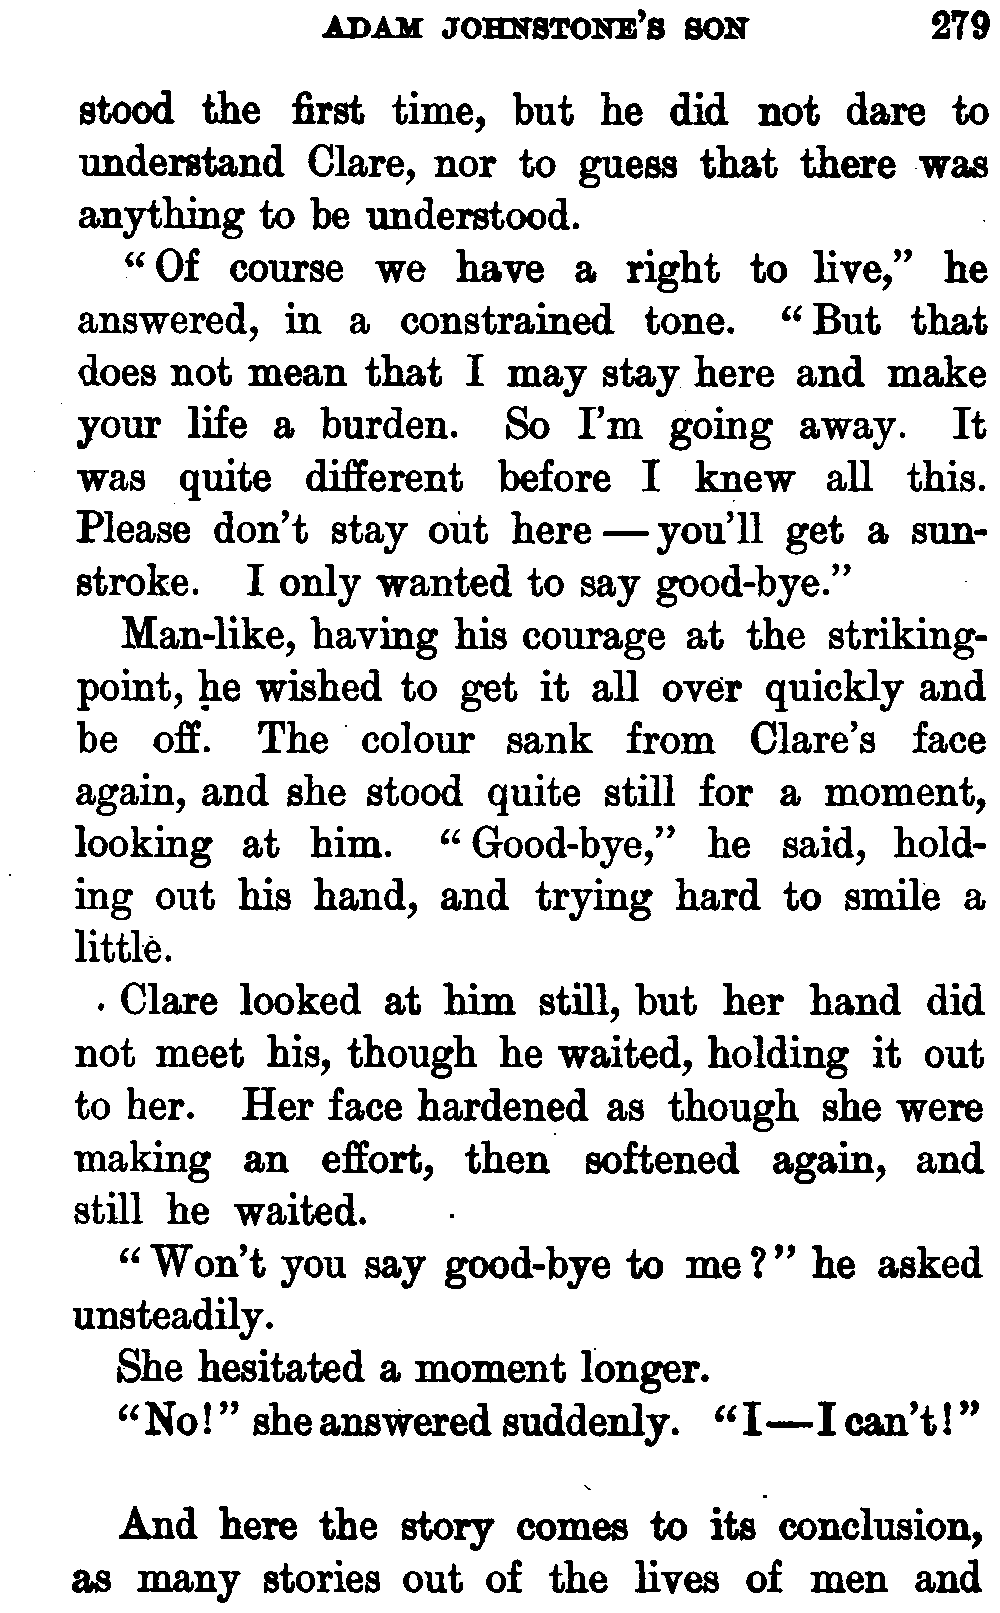 ADAM JOHNSTONE'S SON 279
stood the first time, but he did not dare to
understand Clare, nor to guess that there was
anything to be understood.
"Of course we have a right to live," he
answered, in a constrained tone. "But that
does not mean that I may stay here and make
your life a burden. So I'm going away. It
was quite different before I knew all this.
Please don't stay out here—you'll get a sun-
stroke. I only wanted to say good-bye."
Man-like, having his courage at the striking-
point, he wished to get it all over quickly and
be off. The colour sank from Clare's face
again, and she stood quite still for a moment,
looking at him. "Good-bye," he said, hold-
ing out his hand, and trying hard to smile a
little.
Clare looked at him still, but her hand did
not meet his, though he waited, holding it out
to her. Her face hardened as though she were
making an effort, then softened again, and
still he waited.
"Won't you say good-bye to me?" he asked
unsteadily.
She hesitated a moment longer.
"No!" she answered suddenly. "I—I can't!"
And here the story comes to its conclusion,
as many stories out of the lives of men and